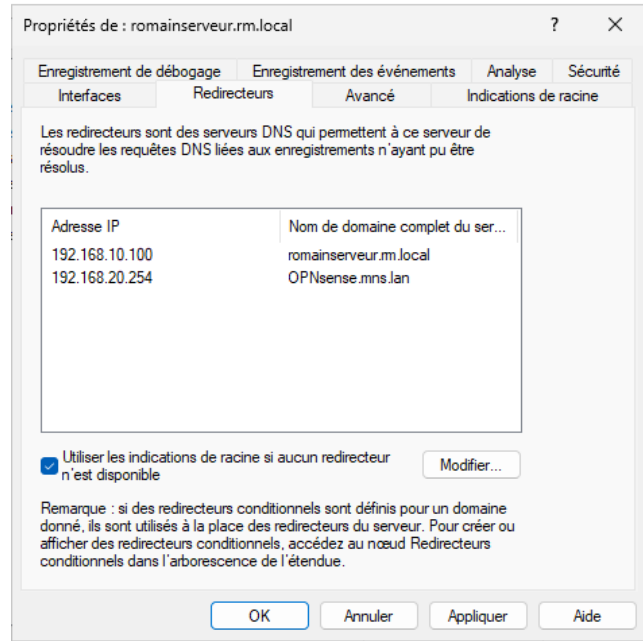 Propriétés de : romainserveur.rm.local
?
Enregistrement de débogage Enregistrement des événements Analyse Sécurité
Interfaces Redirecteurs Avancé Indications de racine
Les redirecteurs sont des serveurs DNS qui permettent à ce serveur de
résoudre les requêtes DNS liées aux enregistrements n'ayant pu être
résolus.
Adresse IP Nom de domaine complet du ser...
192.168.10.100 romainserveur.rm.local
192.168.20.254 OPNsense.mns.lan
Utiliser les indications de racine si aucun redirecteur
n'est disponible
Modifier...
Remarque : si des redirecteurs conditionnels sont définis pour un domaine
donné, ils sont utilisés à la place des redirecteurs du serveur. Pour créer ou
afficher des redirecteurs conditionnels, accédez au nœud Redirecteurs
conditionnels dans l'arborescence de l'étendue.
OK Annuler Appliquer Aide